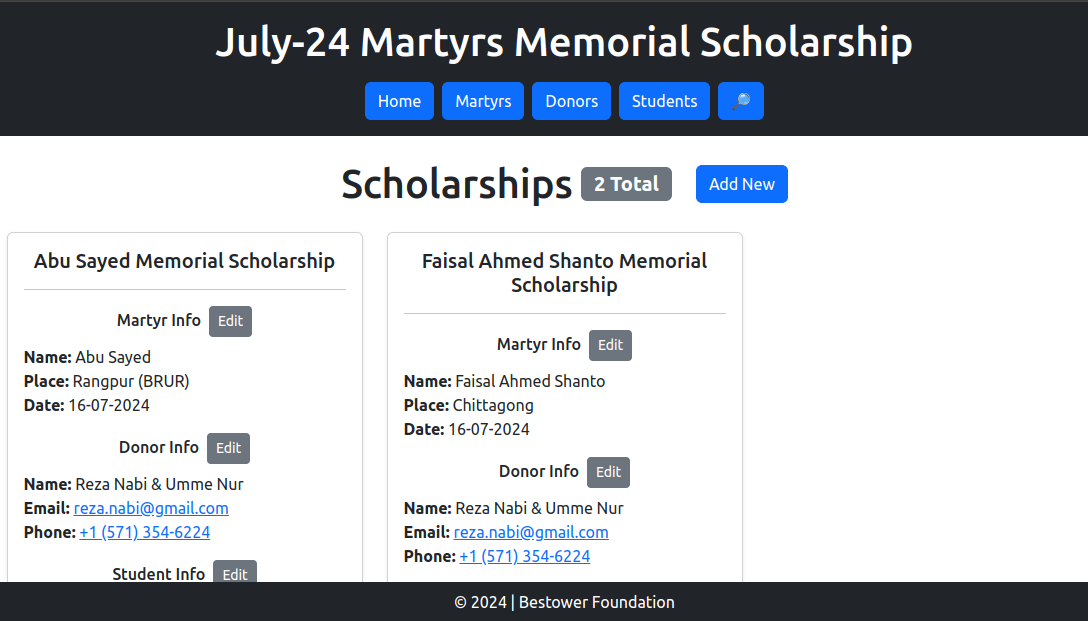 July-24 Martyrs Memorial Scholarship
Home Martyrs Donors Students
Scholarships 2 Total Add New
Abu Sayed Memorial Scholarship
Martyr Info Edit
Name: Abu Sayed
Place: Rangpur (BRUR)
Date: 16-07-2024
Donor Info Edit
Name: Reza Nabi & Umme Nur
Email: reza.nabi@gmail.com
Phone: +1 (571) 354-6224
Student Info Edit
Faisal Ahmed Shanto Memorial
Scholarship
Martyr Info Edit
Name: Faisal Ahmed Shanto
Place: Chittagong
Date: 16-07-2024
Donor Info Edit
Name: Reza Nabi & Umme Nur
Email: reza.nabi@gmail.com
Phone: +1 (571) 354-6224
© 2024 | Bestower Foundation